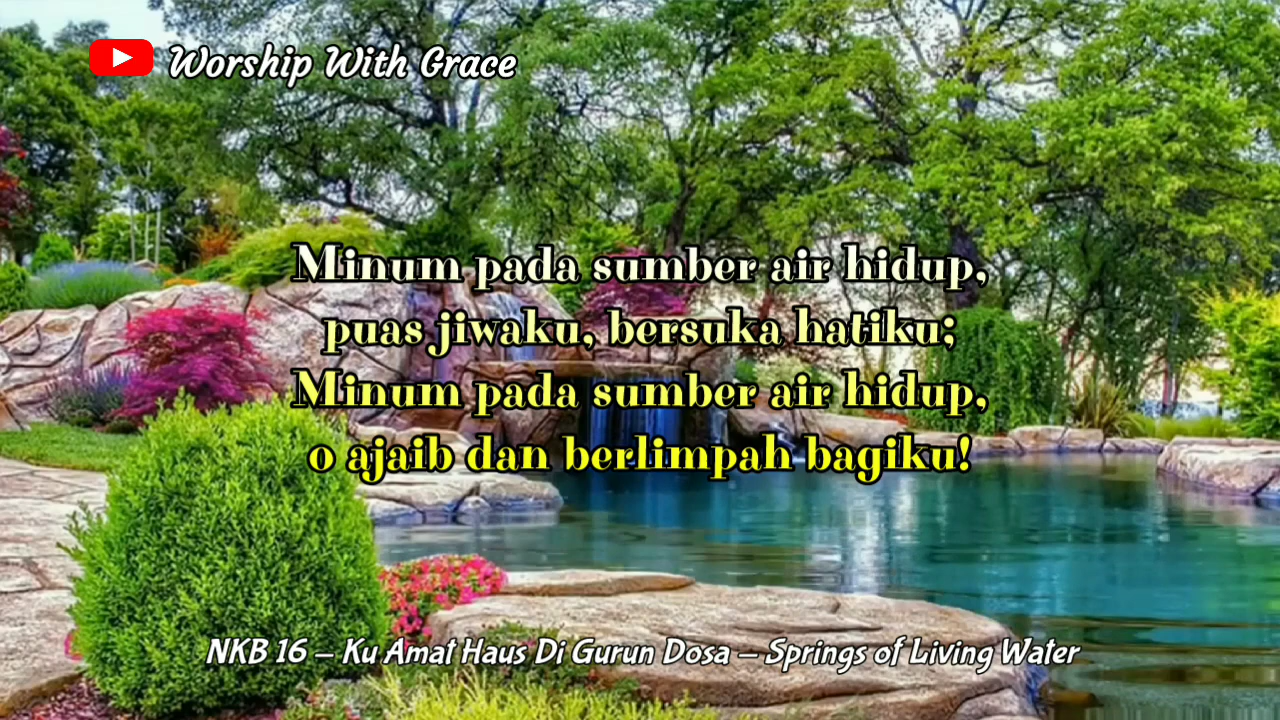 Worship With Grace
Minum pada sumber air hidup,
puas jiwaku, bersuka hatiku;
Minum pada sumber air hidup,
o ajaib dan berlimpah bagiku!
NKB 16 – Ku Amat Haus Di Gurun Dosa – Springs of Living Water